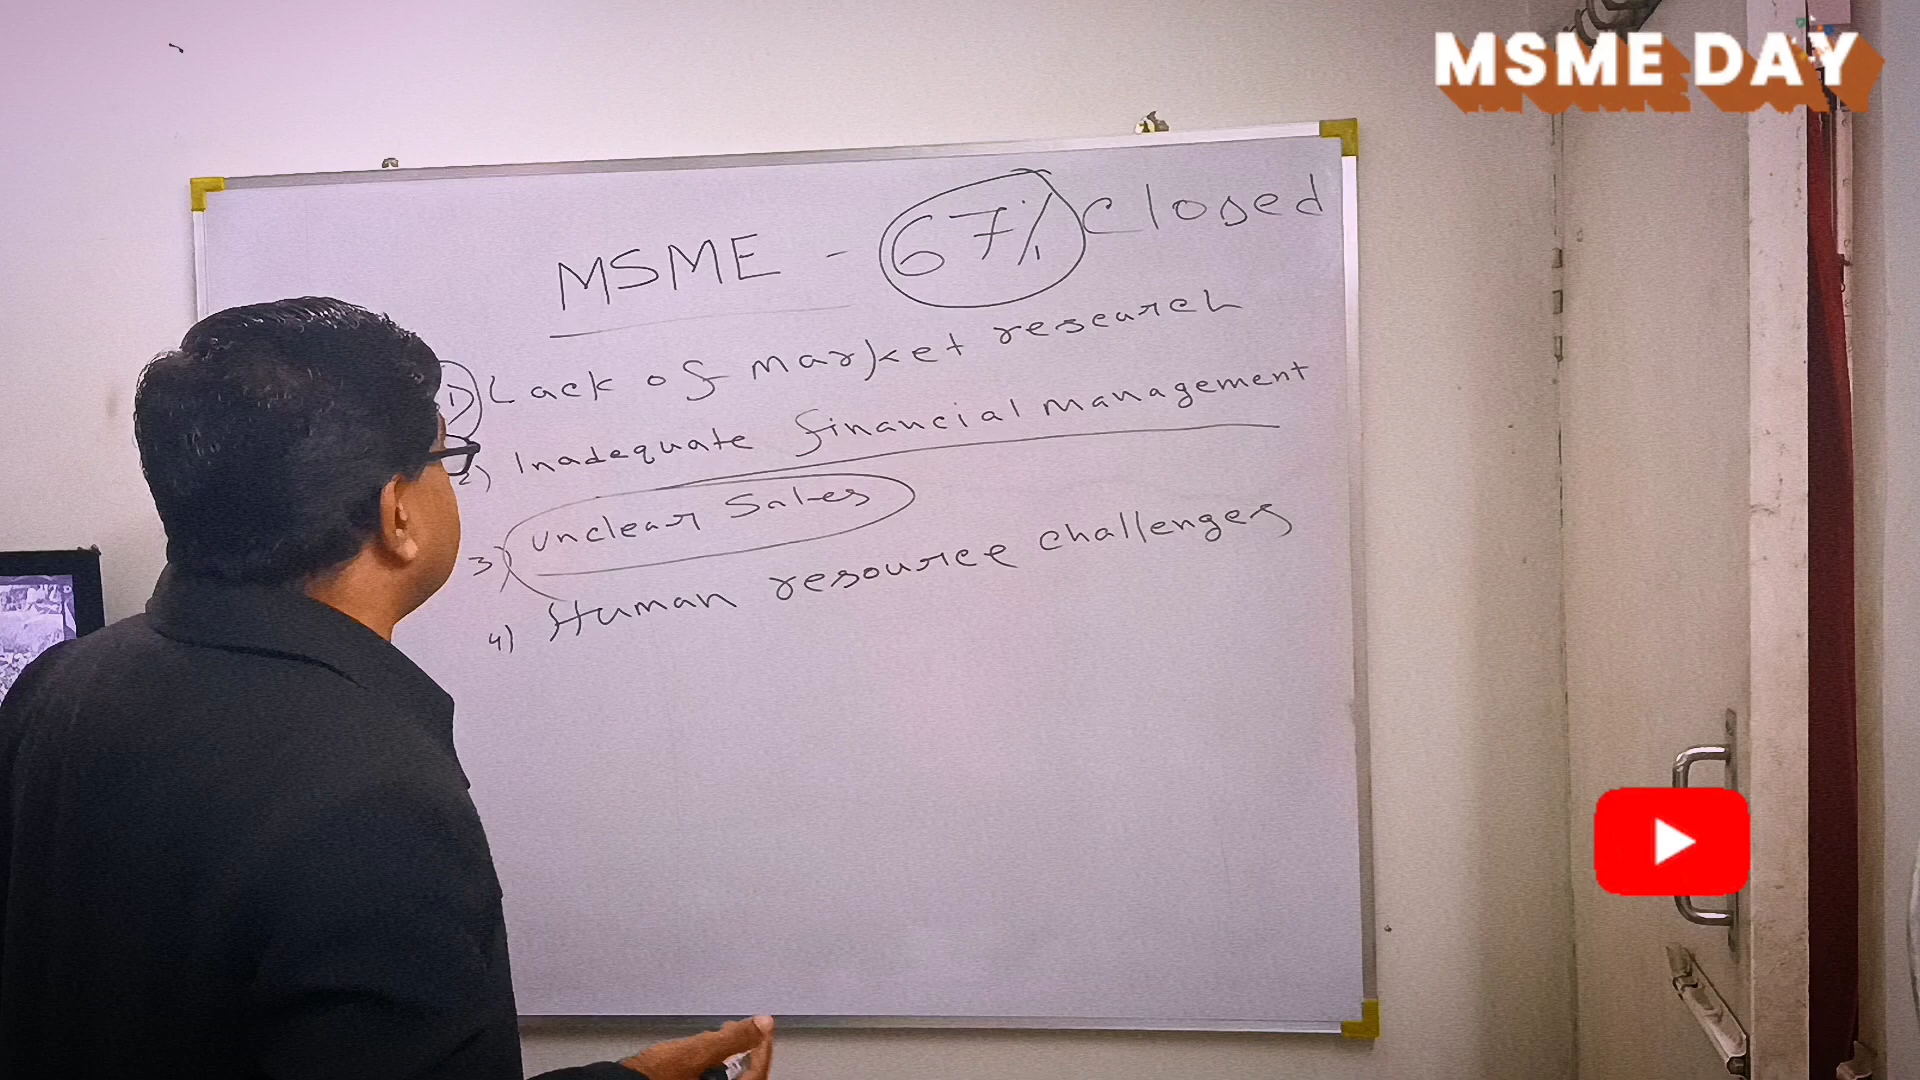 MSME DAY
MSME - 67% Closed
1) Lack of market research
2) Inadequate financial management
3) Unclear Sales
4) Human resource challenges